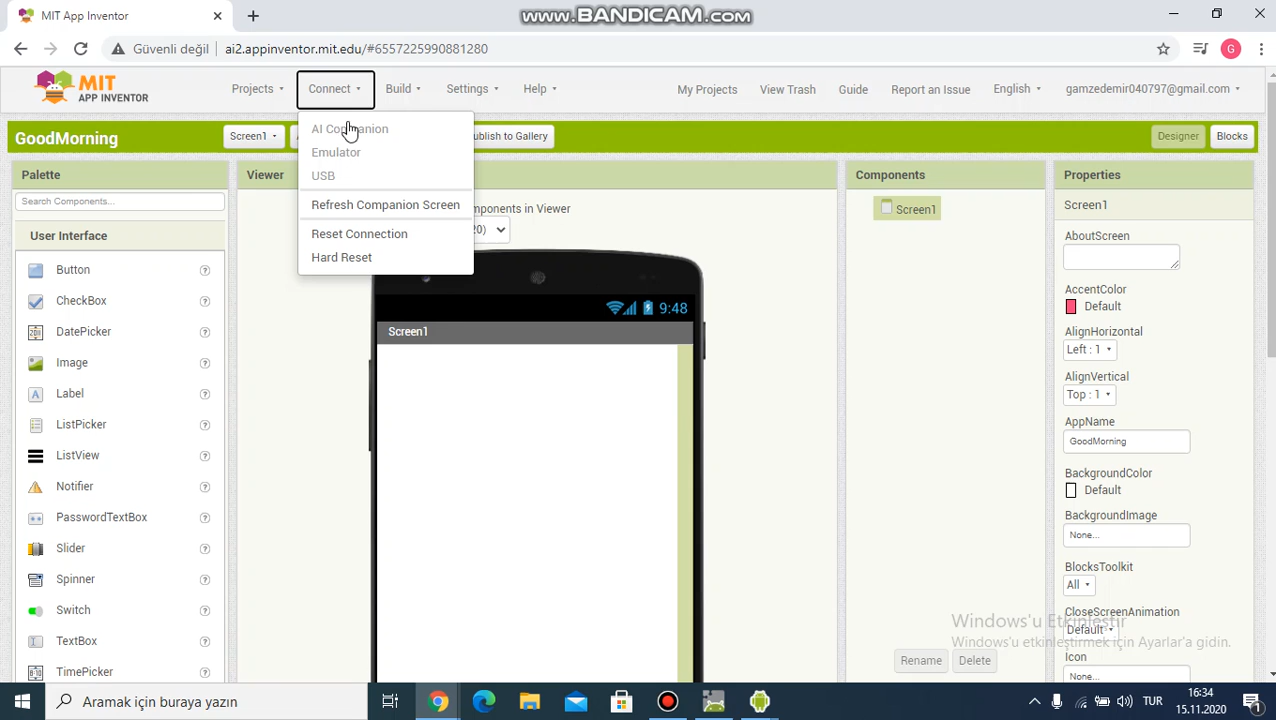 MIT App Inventor
www.BANDICAM.com
Güvenli değil
ai2.appinventor.mit.edu/#6557225990881280
G
MIT
APP INVENTOR
Projects
Connect
Build
Settings
Help
My Projects
View Trash
Guide
Report an Issue
English
gamzedemir040797@gmail.com
GoodMorning
Screen1
Publish to Gallery
Designer
Blocks
AI Companion
Emulator
USB
Refresh Companion Screen
Reset Connection
Hard Reset
Palette
Search Components...
User Interface
Button
CheckBox
DatePicker
Image
Label
ListPicker
ListView
Notifier
PasswordTextBox
Slider
Spinner
Switch
TextBox
TimePicker
Viewer
mponents in Viewer
20)
9:48
Screen1
Components
Screen1
Rename
Delete
Properties
Screen1
AboutScreen
AccentColor
Default
AlignHorizontal
Left : 1
AlignVertical
Top : 1
AppName
GoodMorning
BackgroundColor
Default
BackgroundImage
None...
BlocksToolkit
All
CloseScreenAnimation
Default
Icon
None...
Windows'u Etkinleştir
Windows'u etkinleştirmek için Ayarlar'a gidin.
Aramak için buraya yazın
TUR
16:34
15.11.2020
1